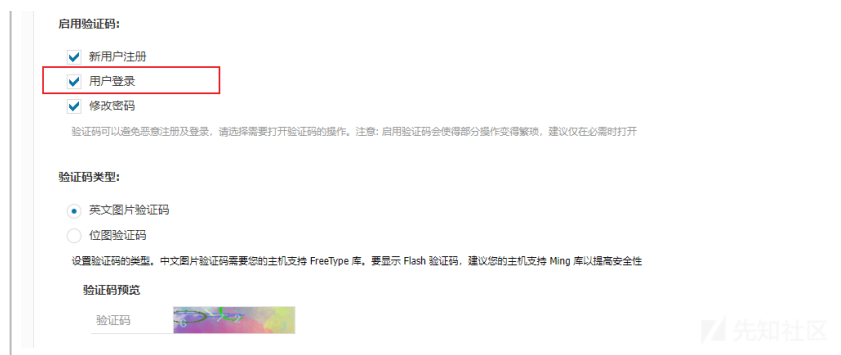 启用验证码:
新用户注册
用户登录
修改密码
验证码可以避免恶意注册及登录，请选择需要打开验证码的操作。注意: 启用验证码会使得部分操作变得繁琐，建议仅在必需时打开
验证码类型:
英文图片验证码
位图验证码
设置验证码的类型。中文图片验证码需要您的主机支持 FreeType 库。要显示 Flash 验证码，建议您的主机支持 Ming 库以提高安全性
验证码预览
验证码
先知社区